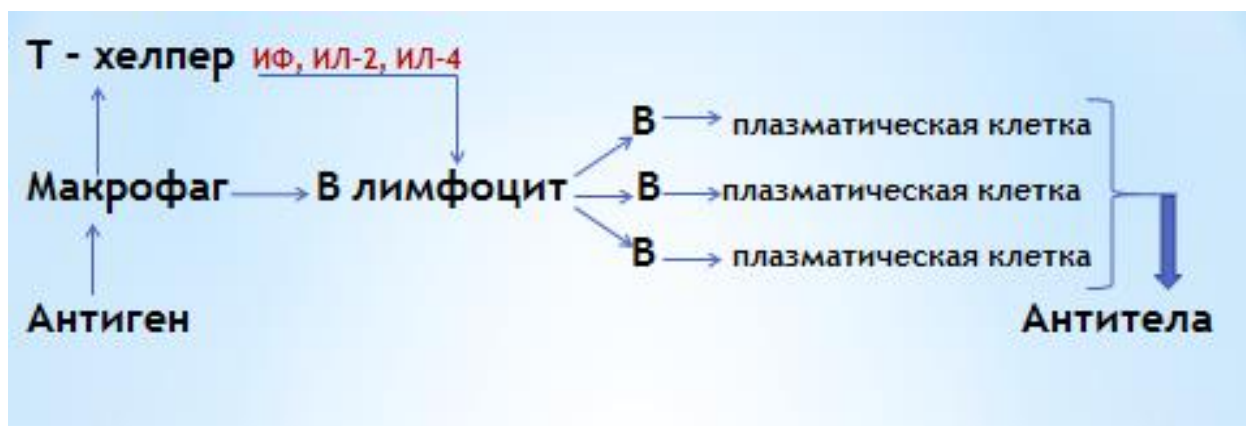 Т - хелпер ИФ, ИЛ-2, ИЛ-4
В плазматическая клетка
Макрофаг В лимфоцит В плазматическая клетка
В плазматическая клетка
Антиген Антитела